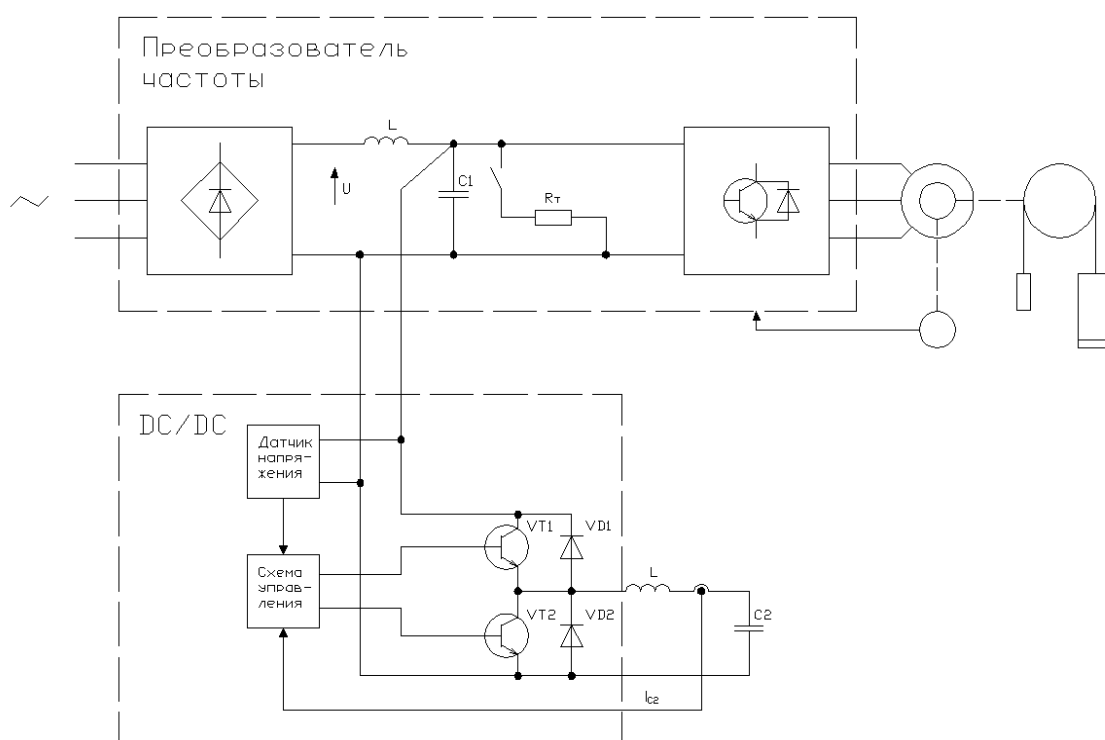 Преобразователь
частоты
L
U
C1
Rт
DC/DC
Датчик
напря-
жения
VT1
VD1
Схема
управ-
ления
L
VT2
VD2
C2
IC2